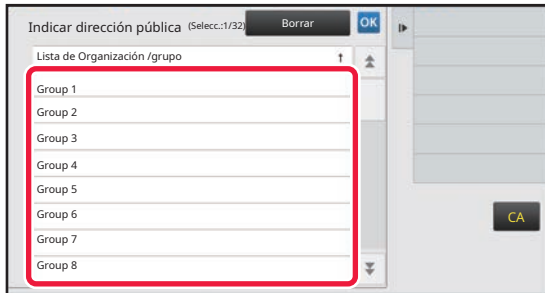 Indicar dirección pública (Selecc.:1/32) Borrar OK
Lista de Organización /grupo
Group 1
Group 2
Group 3
Group 4
Group 5
Group 6
Group 7
Group 8
CA